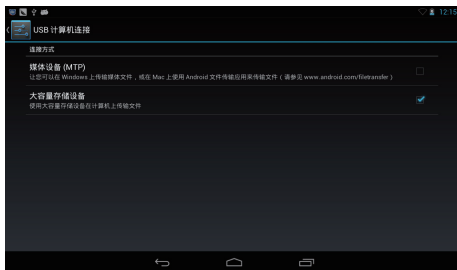 12:15
USB 计算机连接
连接方式
媒体设备 (MTP)
让您可以在 Windows 上传输媒体文件，或在 Mac 上使用 Android 文件传输应用来传输文件（请参见 www.android.com/filetransfer）
大容量存储设备
使用大容量存储设备在计算机上传输文件